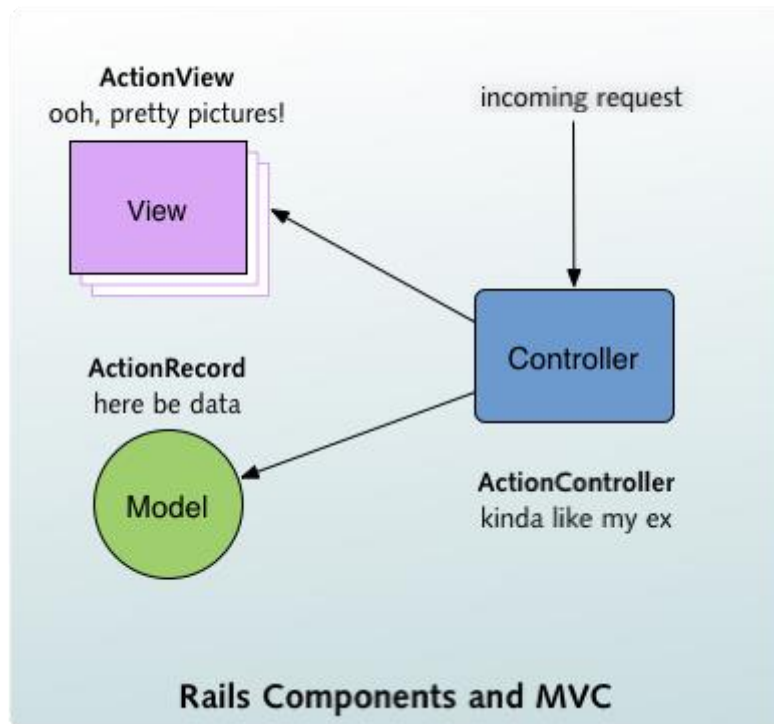 ActionView
ooh, pretty pictures!
View
incoming request
Controller
ActionRecord
here be data
Model
ActionController
kinda like my ex
Rails Components and MVC